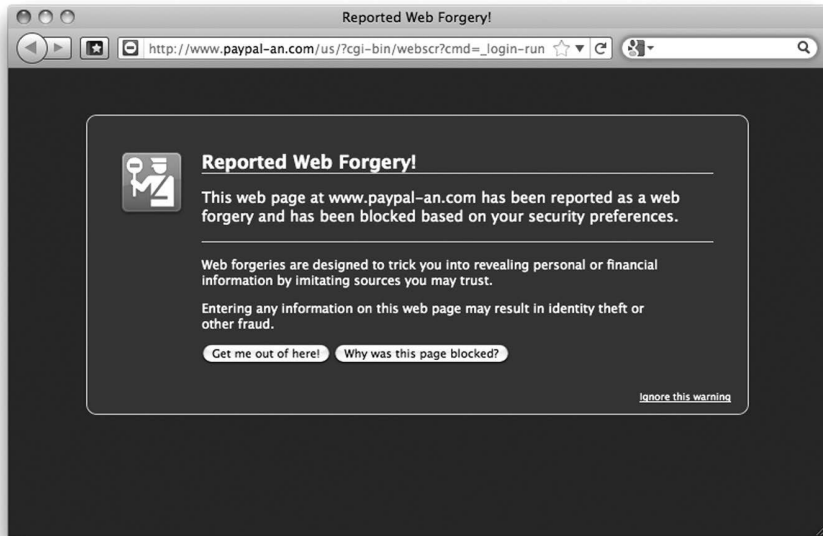 Reported Web Forgery!
http://www.paypal-an.com/us/?cgi-bin/webscr?cmd=_login-run
Reported Web Forgery!
This web page at www.paypal-an.com has been reported as a web
forgery and has been blocked based on your security preferences.
Web forgeries are designed to trick you into revealing personal or financial
information by imitating sources you may trust.
Entering any information on this web page may result in identity theft or
other fraud.
Get me out of here! Why was this page blocked?
Ignore this warning